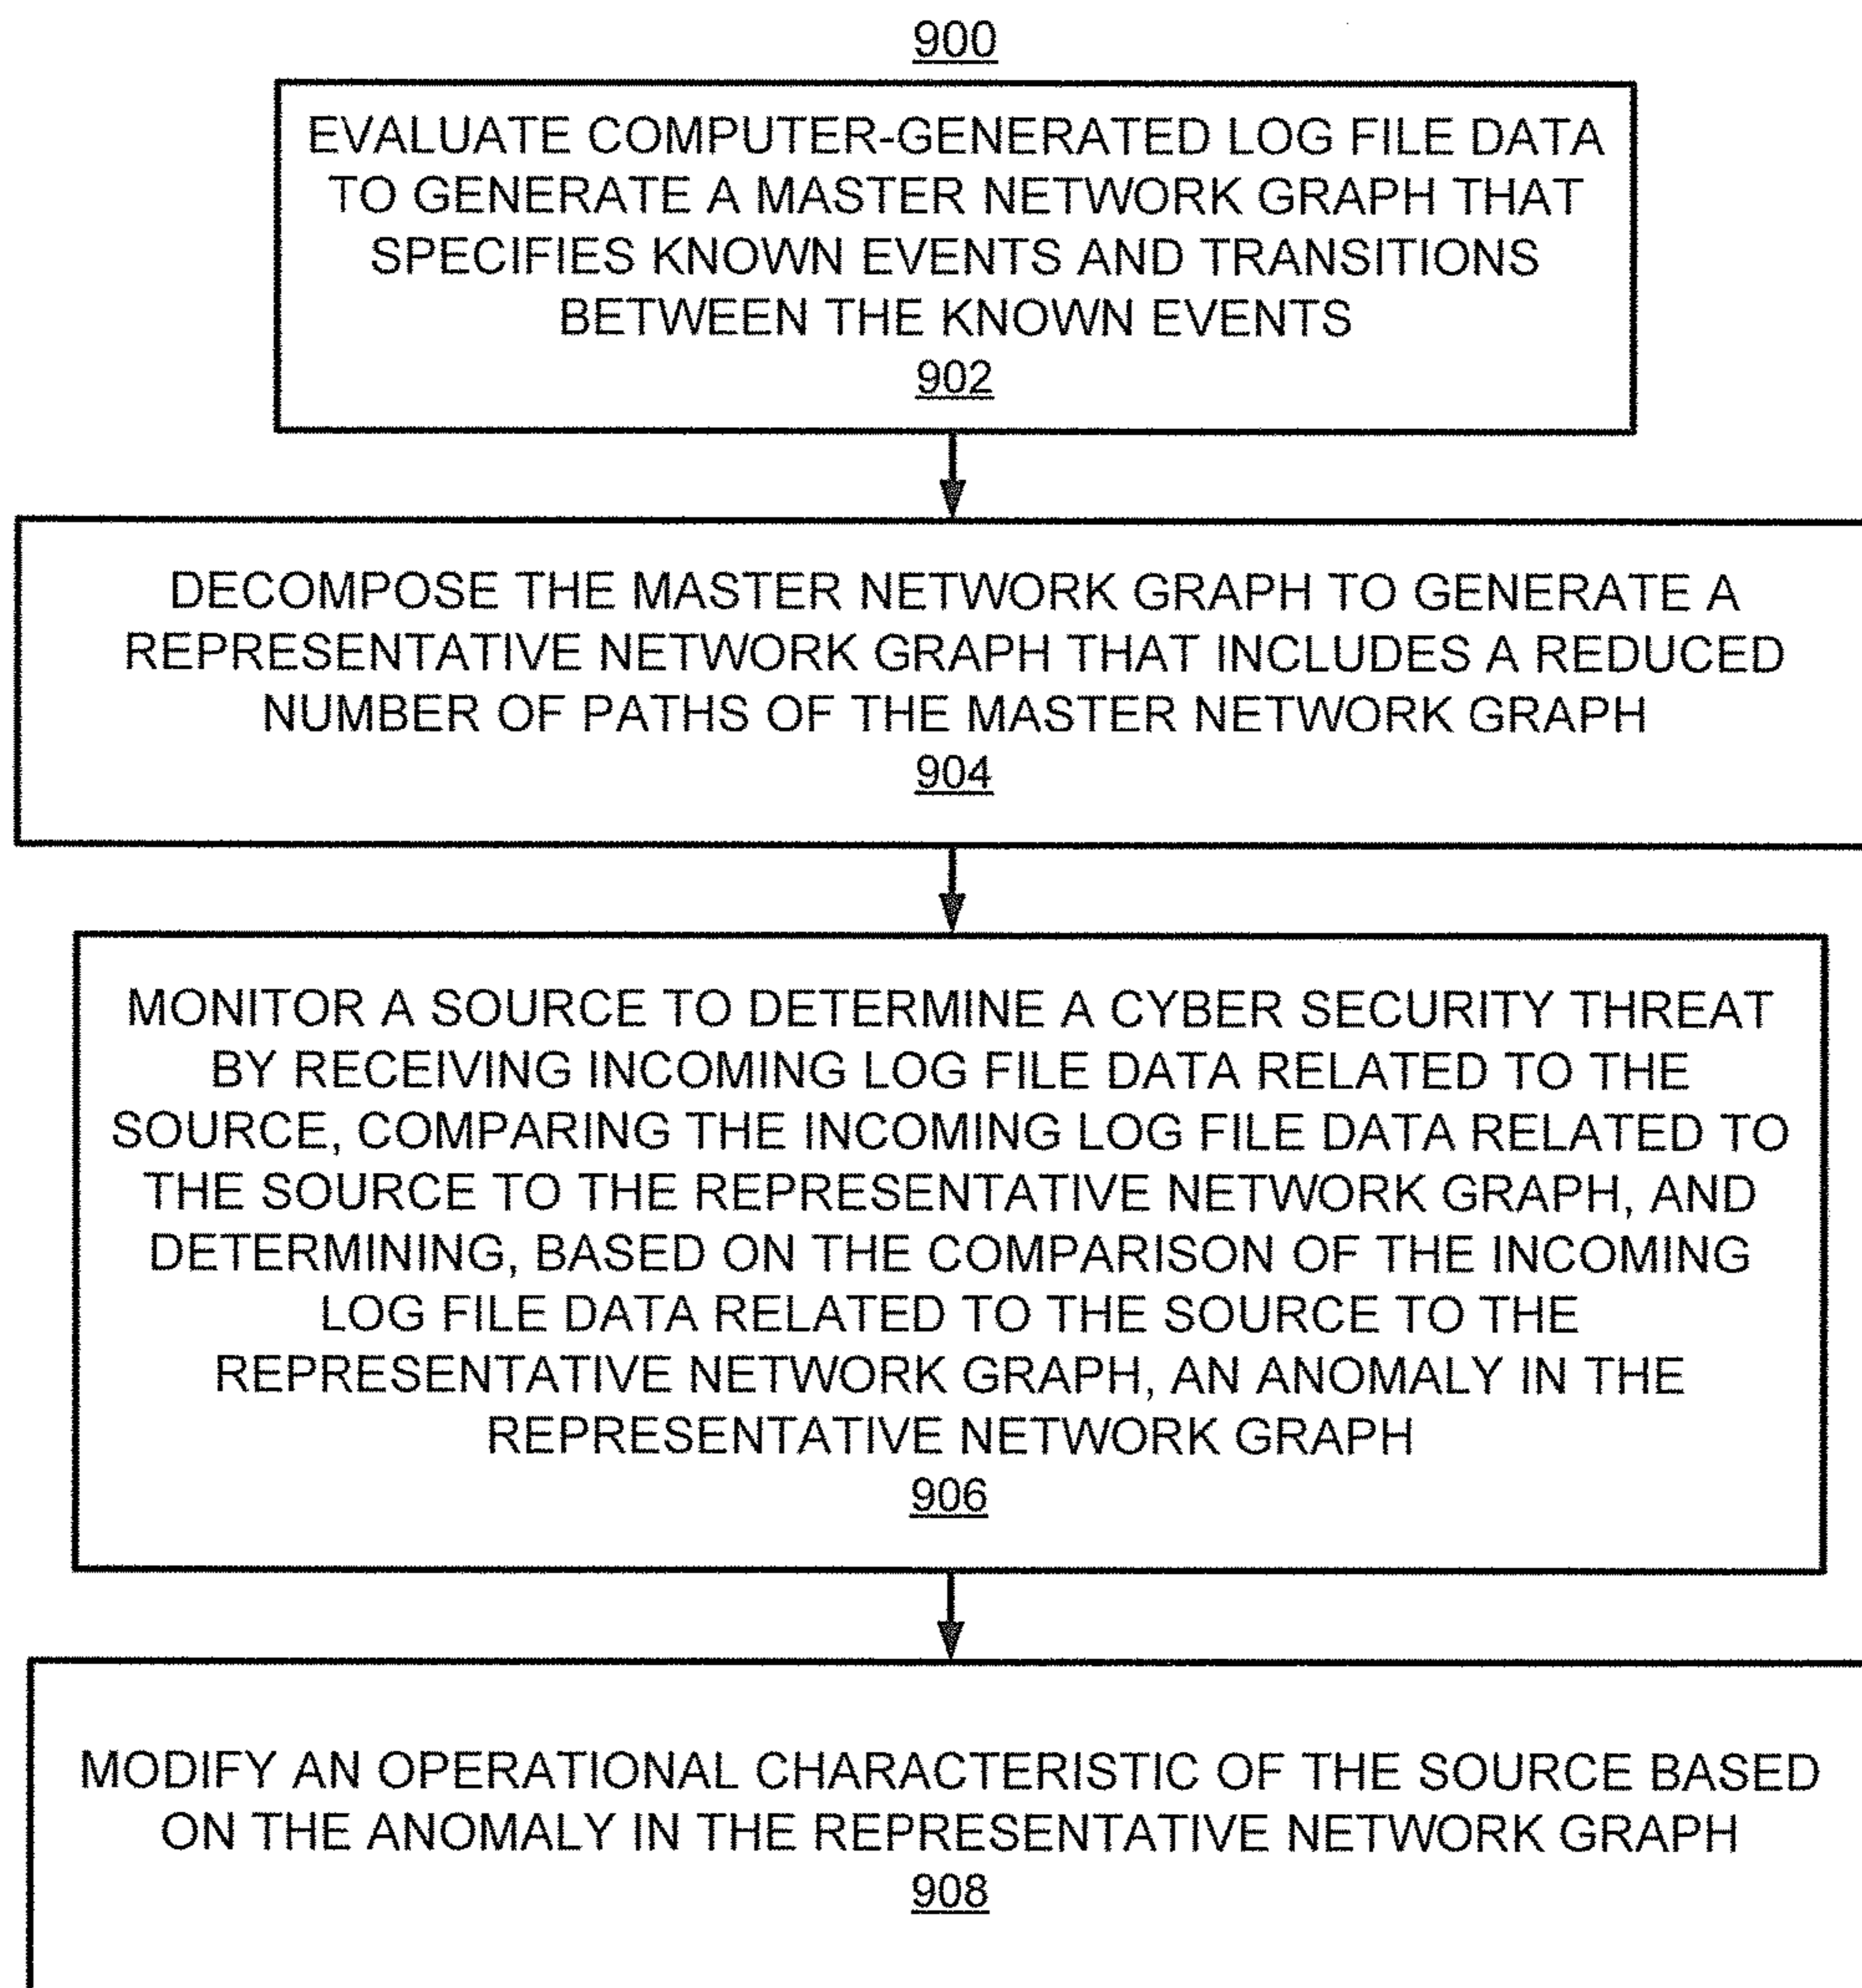 900
EVALUATE COMPUTER-GENERATED LOG FILE DATA
TO GENERATE A MASTER NETWORK GRAPH THAT
SPECIFIES KNOWN EVENTS AND TRANSITIONS
BETWEEN THE KNOWN EVENTS
902
DECOMPOSE THE MASTER NETWORK GRAPH TO GENERATE A
REPRESENTATIVE NETWORK GRAPH THAT INCLUDES A REDUCED
NUMBER OF PATHS OF THE MASTER NETWORK GRAPH
904
MONITOR A SOURCE TO DETERMINE A CYBER SECURITY THREAT
BY RECEIVING INCOMING LOG FILE DATA RELATED TO THE
SOURCE, COMPARING THE INCOMING LOG FILE DATA RELATED TO
THE SOURCE TO THE REPRESENTATIVE NETWORK GRAPH, AND
DETERMINING, BASED ON THE COMPARISON OF THE INCOMING
LOG FILE DATA RELATED TO THE SOURCE TO THE
REPRESENTATIVE NETWORK GRAPH, AN ANOMALY IN THE
REPRESENTATIVE NETWORK GRAPH
906
MODIFY AN OPERATIONAL CHARACTERISTIC OF THE SOURCE BASED
ON THE ANOMALY IN THE REPRESENTATIVE NETWORK GRAPH
908